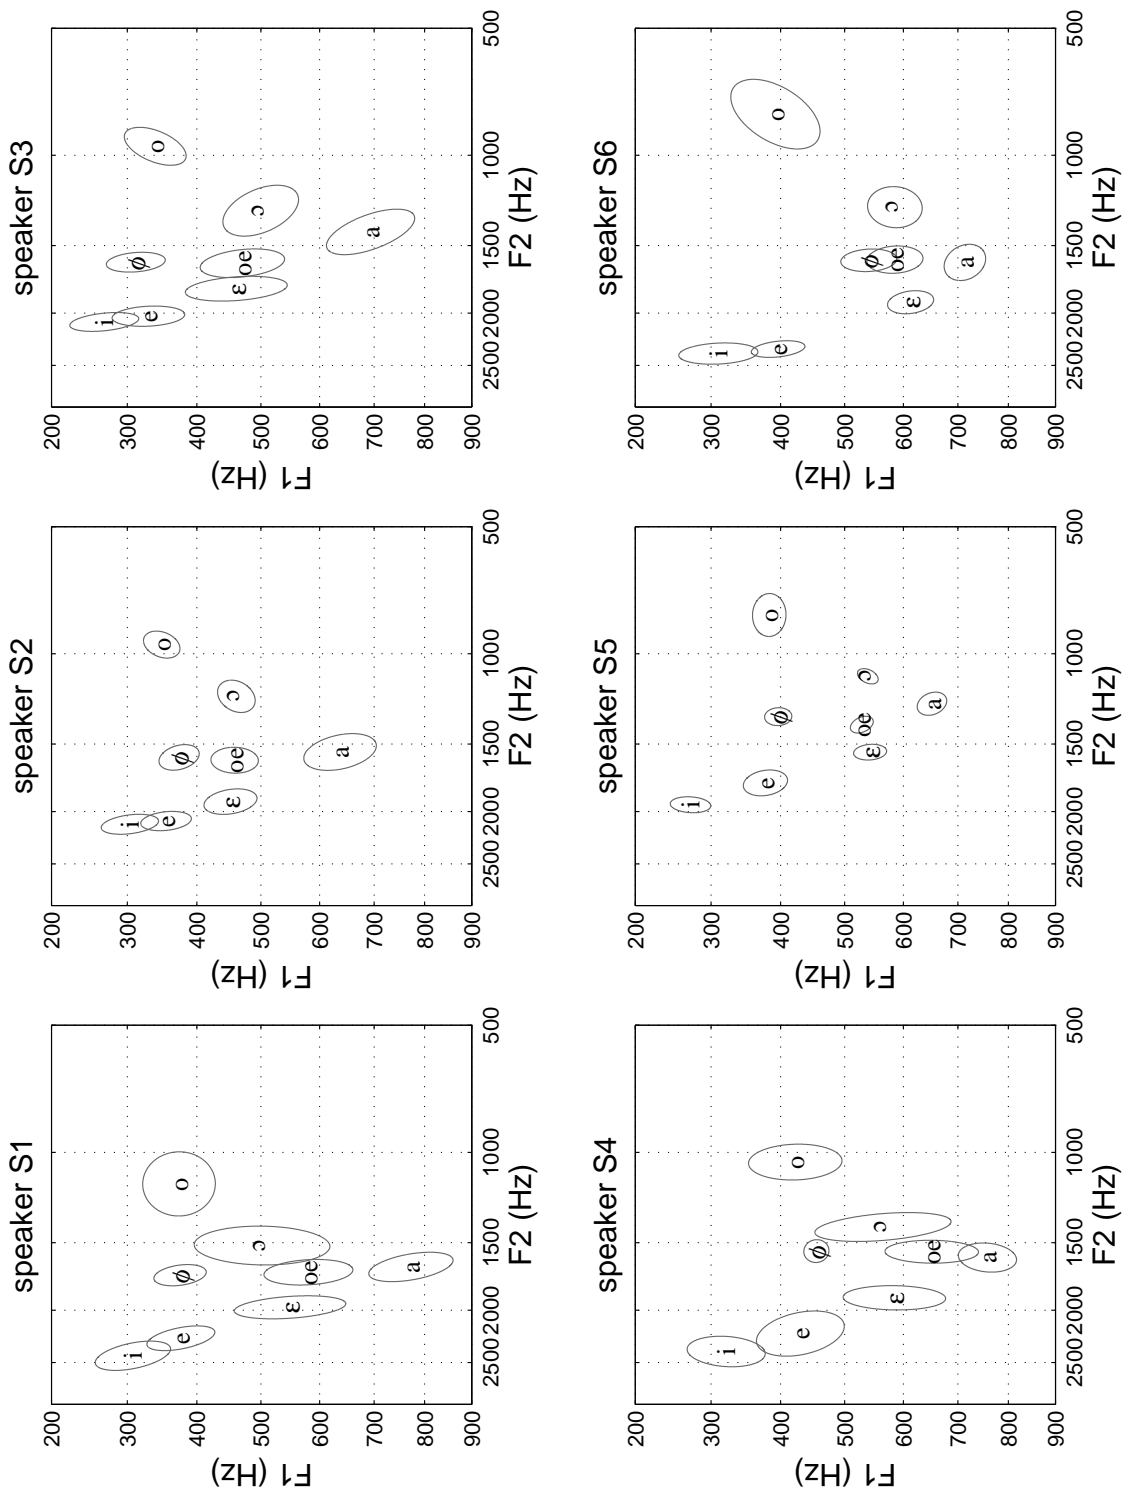 speaker S1
200
300
400
500
600
700
800
900
F1 (Hz)
i
e
ε
ϕ
oe
a
ɔ
o
2500
2000
1500
1000
500
F2 (Hz)
speaker S2
200
300
400
500
600
700
800
900
F1 (Hz)
i
e
ε
ϕ
oe
a
ɔ
o
2500
2000
1500
1000
500
F2 (Hz)
speaker S3
200
300
400
500
600
700
800
900
F1 (Hz)
i
e
ε
ϕ
oe
a
ɔ
o
2500
2000
1500
1000
500
F2 (Hz)
speaker S4
200
300
400
500
600
700
800
900
F1 (Hz)
i
e
ε
ϕ
oe
a
ɔ
o
2500
2000
1500
1000
500
F2 (Hz)
speaker S5
200
300
400
500
600
700
800
900
F1 (Hz)
i
e
ε
ϕ
oe
a
ɔ
o
2500
2000
1500
1000
500
F2 (Hz)
speaker S6
200
300
400
500
600
700
800
900
F1 (Hz)
i
e
ε
ϕ
oe
a
ɔ
o
2500
2000
1500
1000
500
F2 (Hz)